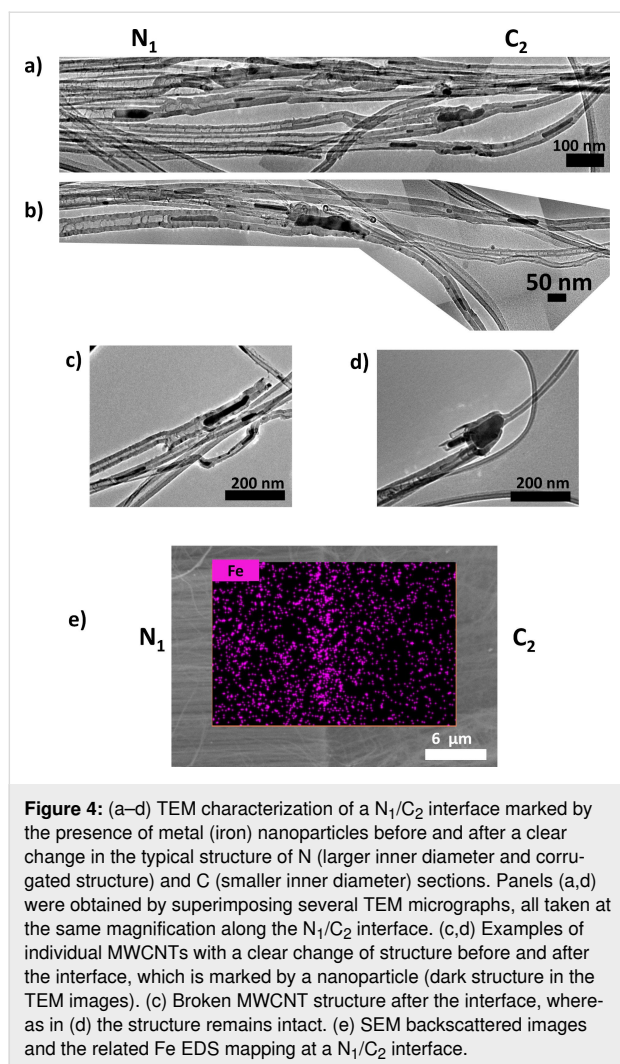 N₁ C₂
a)
100 nm
b)
50 nm
c) d)
200 nm 200 nm
Fe
e) N₁ C₂
6 µm
Figure 4: (a–d) TEM characterization of a N₁/C₂ interface marked by
the presence of metal (iron) nanoparticles before and after a clear
change in the typical structure of N (larger inner diameter and corru-
gated structure) and C (smaller inner diameter) sections. Panels (a,d)
were obtained by superimposing several TEM micrographs, all taken at
the same magnification along the N₁/C₂ interface. (c,d) Examples of
individual MWCNTs with a clear change of structure before and after
the interface, which is marked by a nanoparticle (dark structure in the
TEM images). (c) Broken MWCNT structure after the interface, where-
as in (d) the structure remains intact. (e) SEM backscattered images
and the related Fe EDS mapping at a N₁/C₂ interface.